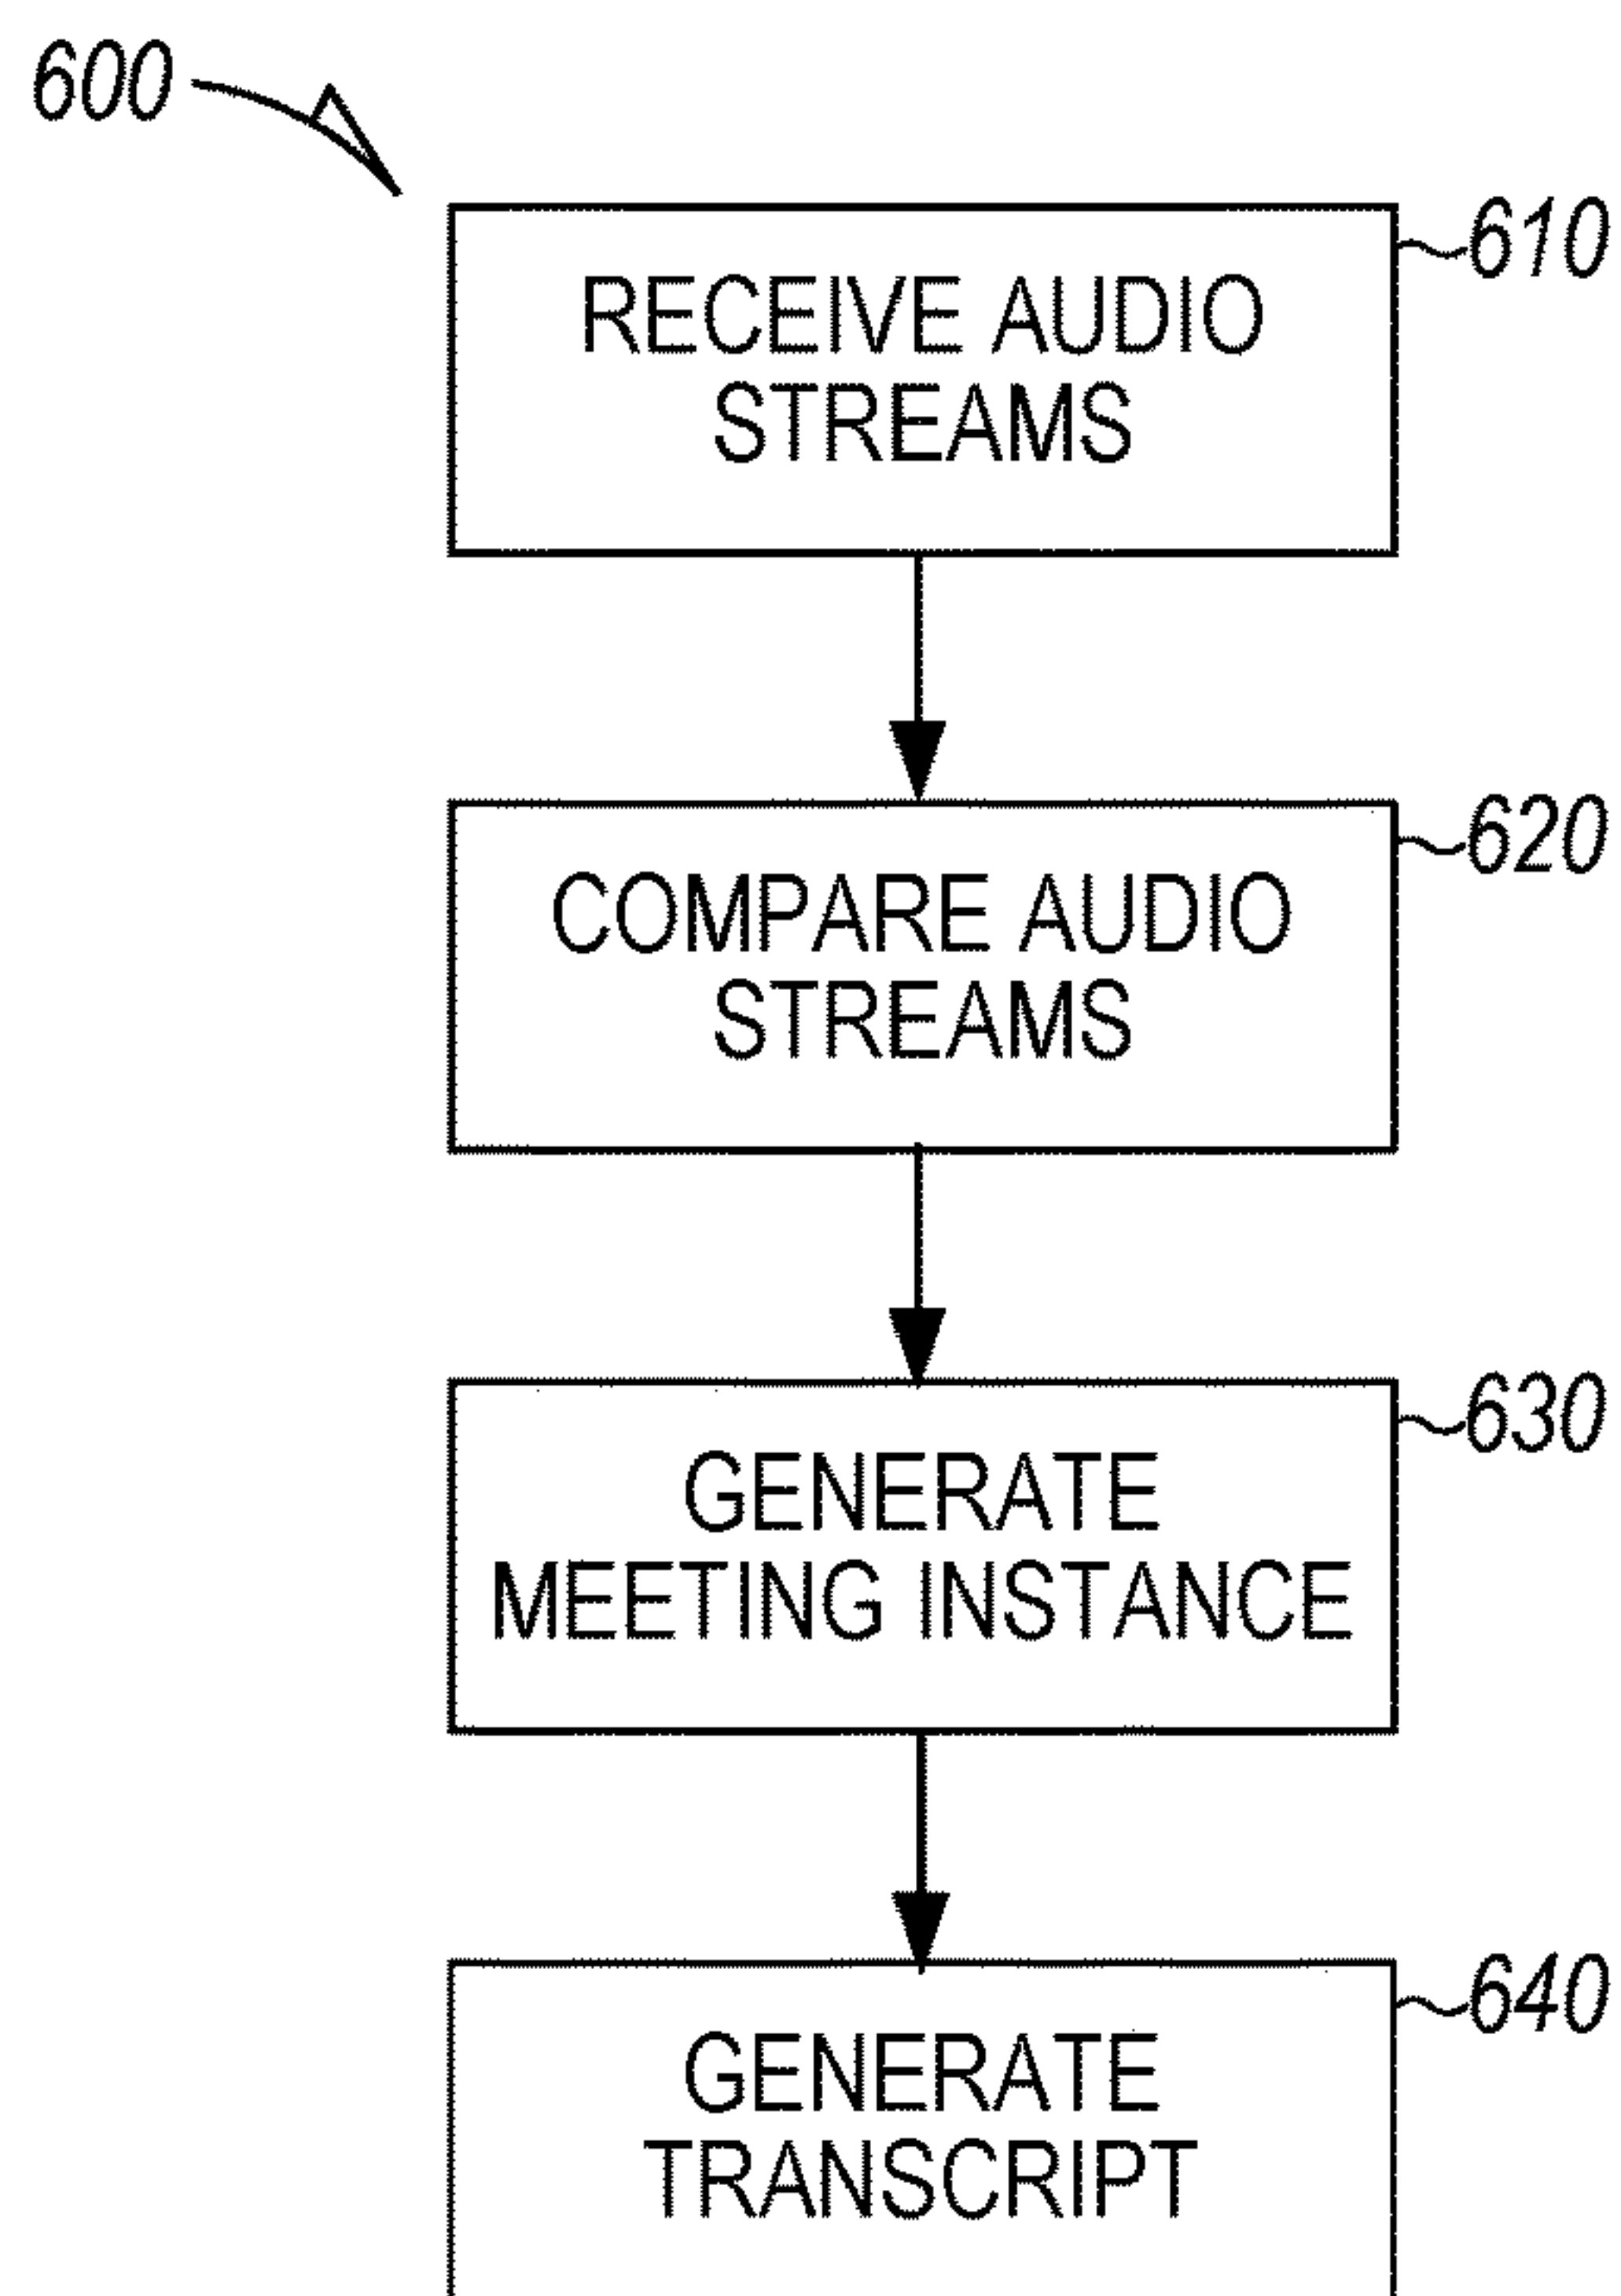 600
610
RECEIVE AUDIO
STREAMS
620
COMPARE AUDIO
STREAMS
630
GENERATE
MEETING INSTANCE
640
GENERATE
TRANSCRIPT